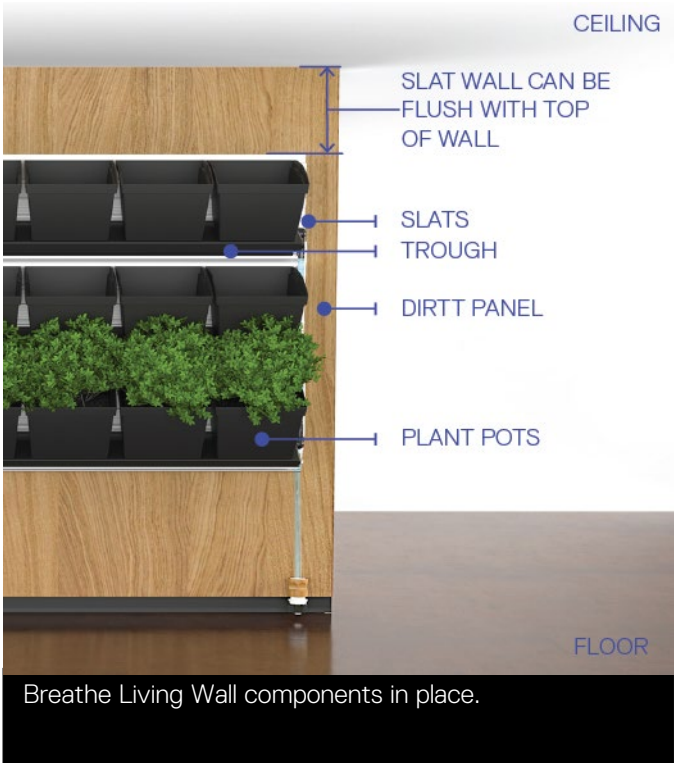 CEILING
SLAT WALL CAN BE
FLUSH WITH TOP
OF WALL
SLATS
TROUGH
DIRTT PANEL
PLANT POTS
FLOOR
Breathe Living Wall components in place.